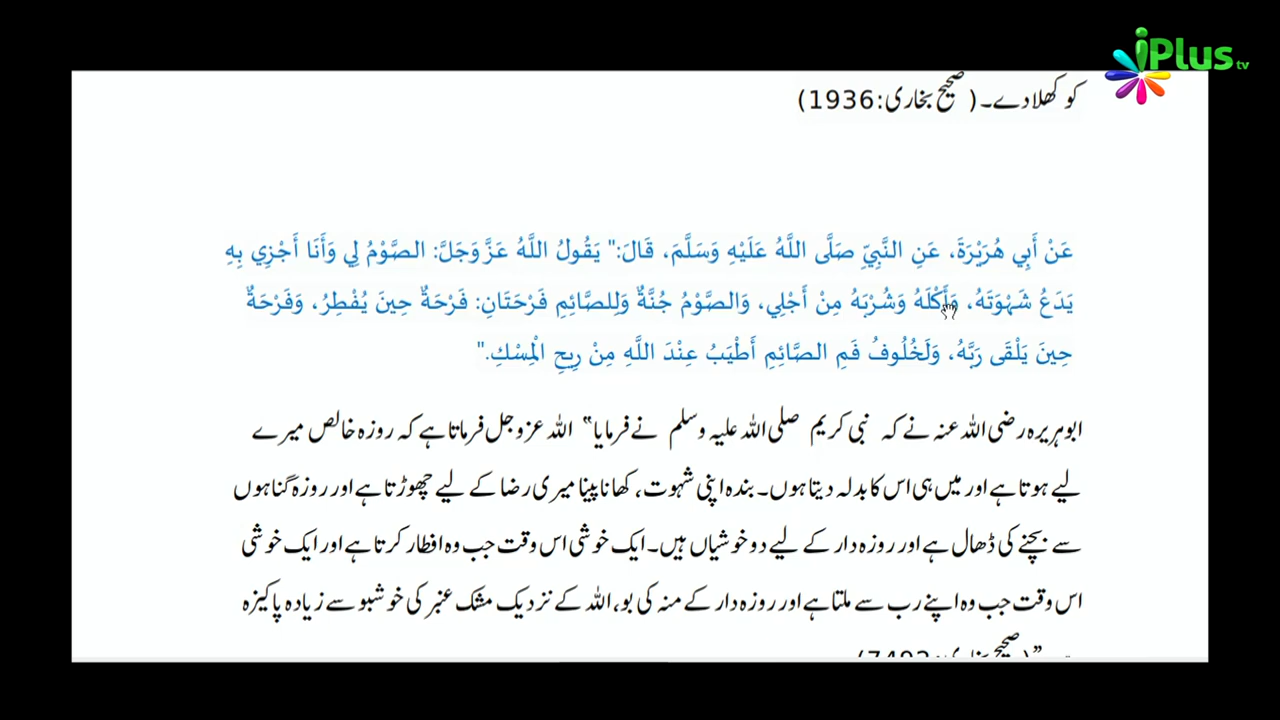 iPlus tv
کو کھلا دے۔ (صحیح بخاری:1936)
عَنْ أَبِي هُرَيْرَةَ، عَنِ النَّبِيِّ صَلَّى اللَّهُ عَلَيْهِ وَسَلَّمَ، قَالَ:" يَقُولُ اللَّهُ عَزَّ وَجَلَّ: الصَّوْمُ لِي وَأَنَا أَجْزِي بِهِ
يَدَعُ شَهْوَتَهُ، وَأَكْلَهُ وَشُرْبَهُ مِنْ أَجْلِي، وَالصَّوْمُ جُنَّةٌ وَلِلصَّائِمِ فَرْحَتَانِ: فَرْحَةٌ حِينَ يُفْطِرُ، وَفَرْحَةٌ
حِينَ يَلْقَى رَبَّهُ، وَلَخُلُوفُ فَمِ الصَّائِمِ أَطْيَبُ عِنْدَ اللَّهِ مِنْ رِيحِ الْمِسْكِ."
ابوہریرہ رضی اللہ عنہ نے کہ نبی کریم صلی اللہ علیہ وسلم نے فرمایا “ اللہ عزوجل فرماتا ہے کہ روزہ خالص میرے
لیے ہوتا ہے اور میں ہی اس کا بدلہ دیتا ہوں۔ بندہ اپنی شہوت، کھانا پینا میری رضا کے لیے چھوڑتا ہے اور روزہ گناہوں
سے بچنے کی ڈھال ہے اور روزہ دار کے لیے دو خوشیاں ہیں۔ ایک خوشی اس وقت جب وہ افطار کرتا ہے اور ایک خوشی
اس وقت جب وہ اپنے رب سے ملتا ہے اور روزہ دار کے منہ کی بو، اللہ کے نزدیک مشک عنبر کی خوشبو سے زیادہ پاکیزہ